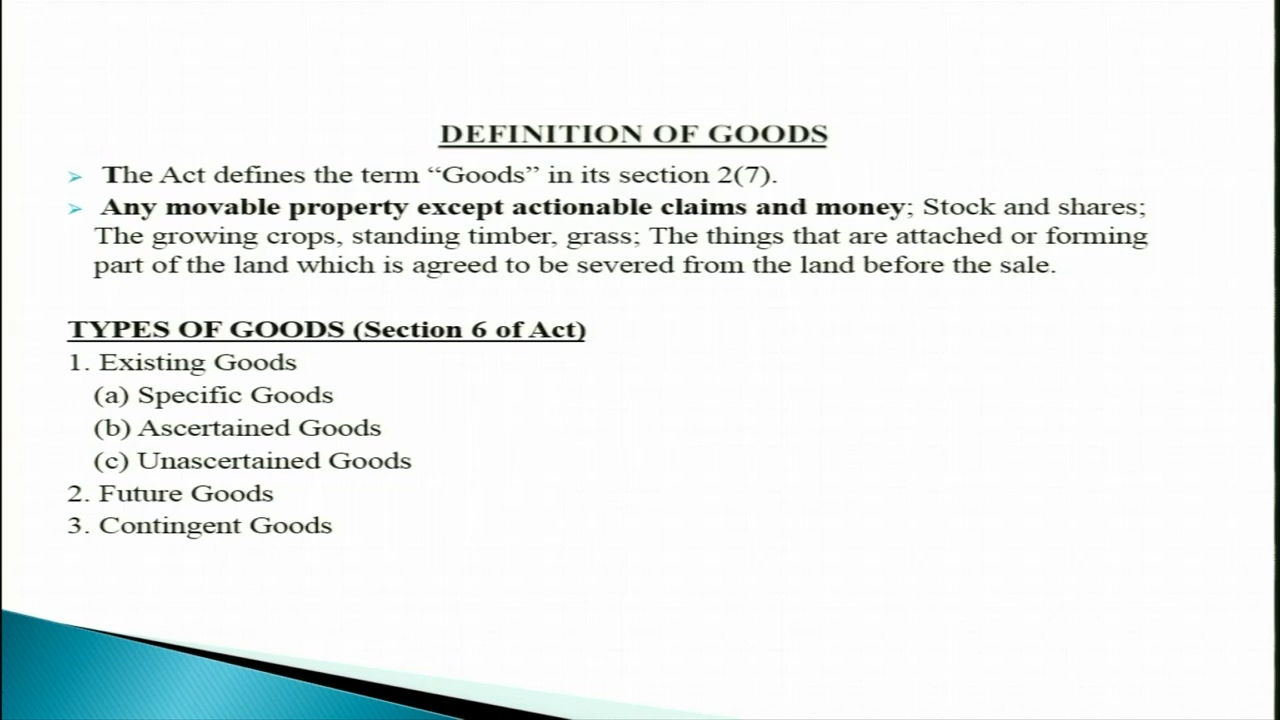 DEFINITION OF GOODS
The Act defines the term “Goods” in its section 2(7).
Any movable property except actionable claims and money; Stock and shares;
The growing crops, standing timber, grass; The things that are attached or forming
part of the land which is agreed to be severed from the land before the sale.
TYPES OF GOODS (Section 6 of Act)
1. Existing Goods
(a) Specific Goods
(b) Ascertained Goods
(c) Unascertained Goods
2. Future Goods
3. Contingent Goods